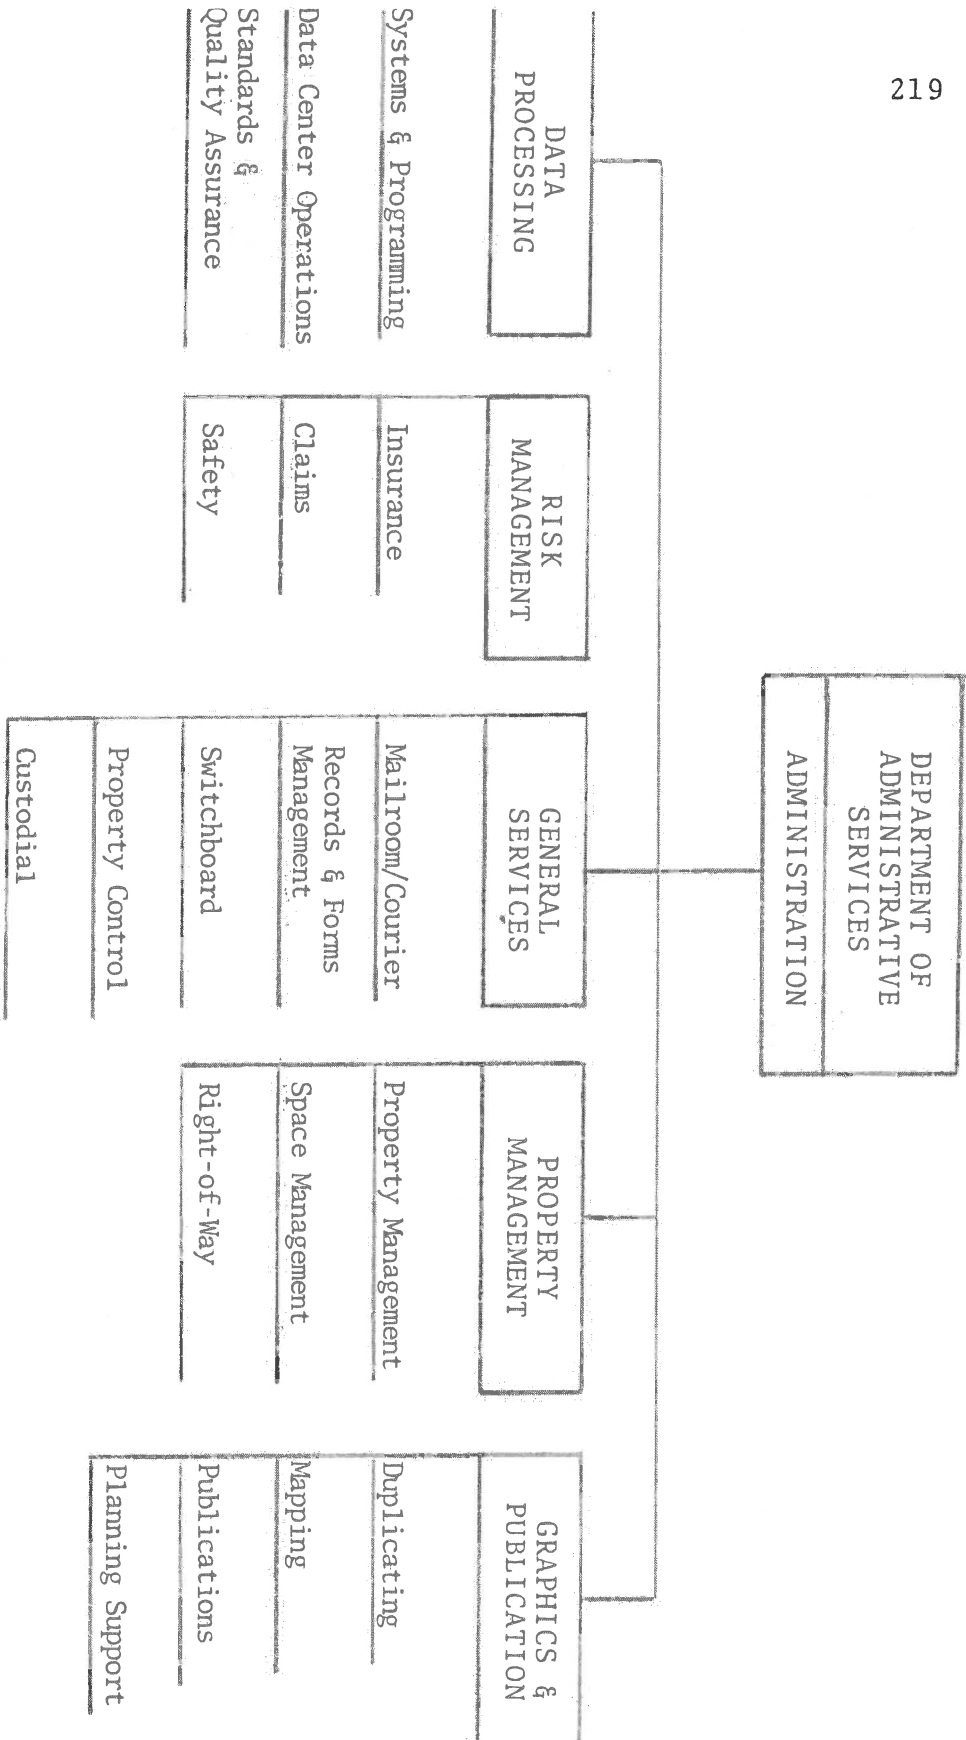 219
DEPARTMENT OF
ADMINISTRATIVE
SERVICES
ADMINISTRATION
DATA
PROCESSING
Systems & Programming
Data Center Operations
Standards &
Quality Assurance
RISK
MANAGEMENT
Insurance
Claims
Safety
GENERAL
SERVICES
Mailroom/Courier
Records & Forms
Management
Switchboard
Property Control
Custodial
PROPERTY
MANAGEMENT
Property Management
Space Management
Right-of-Way
GRAPHICS &
PUBLICATION
Duplicating
Mapping
Publications
Planning Support